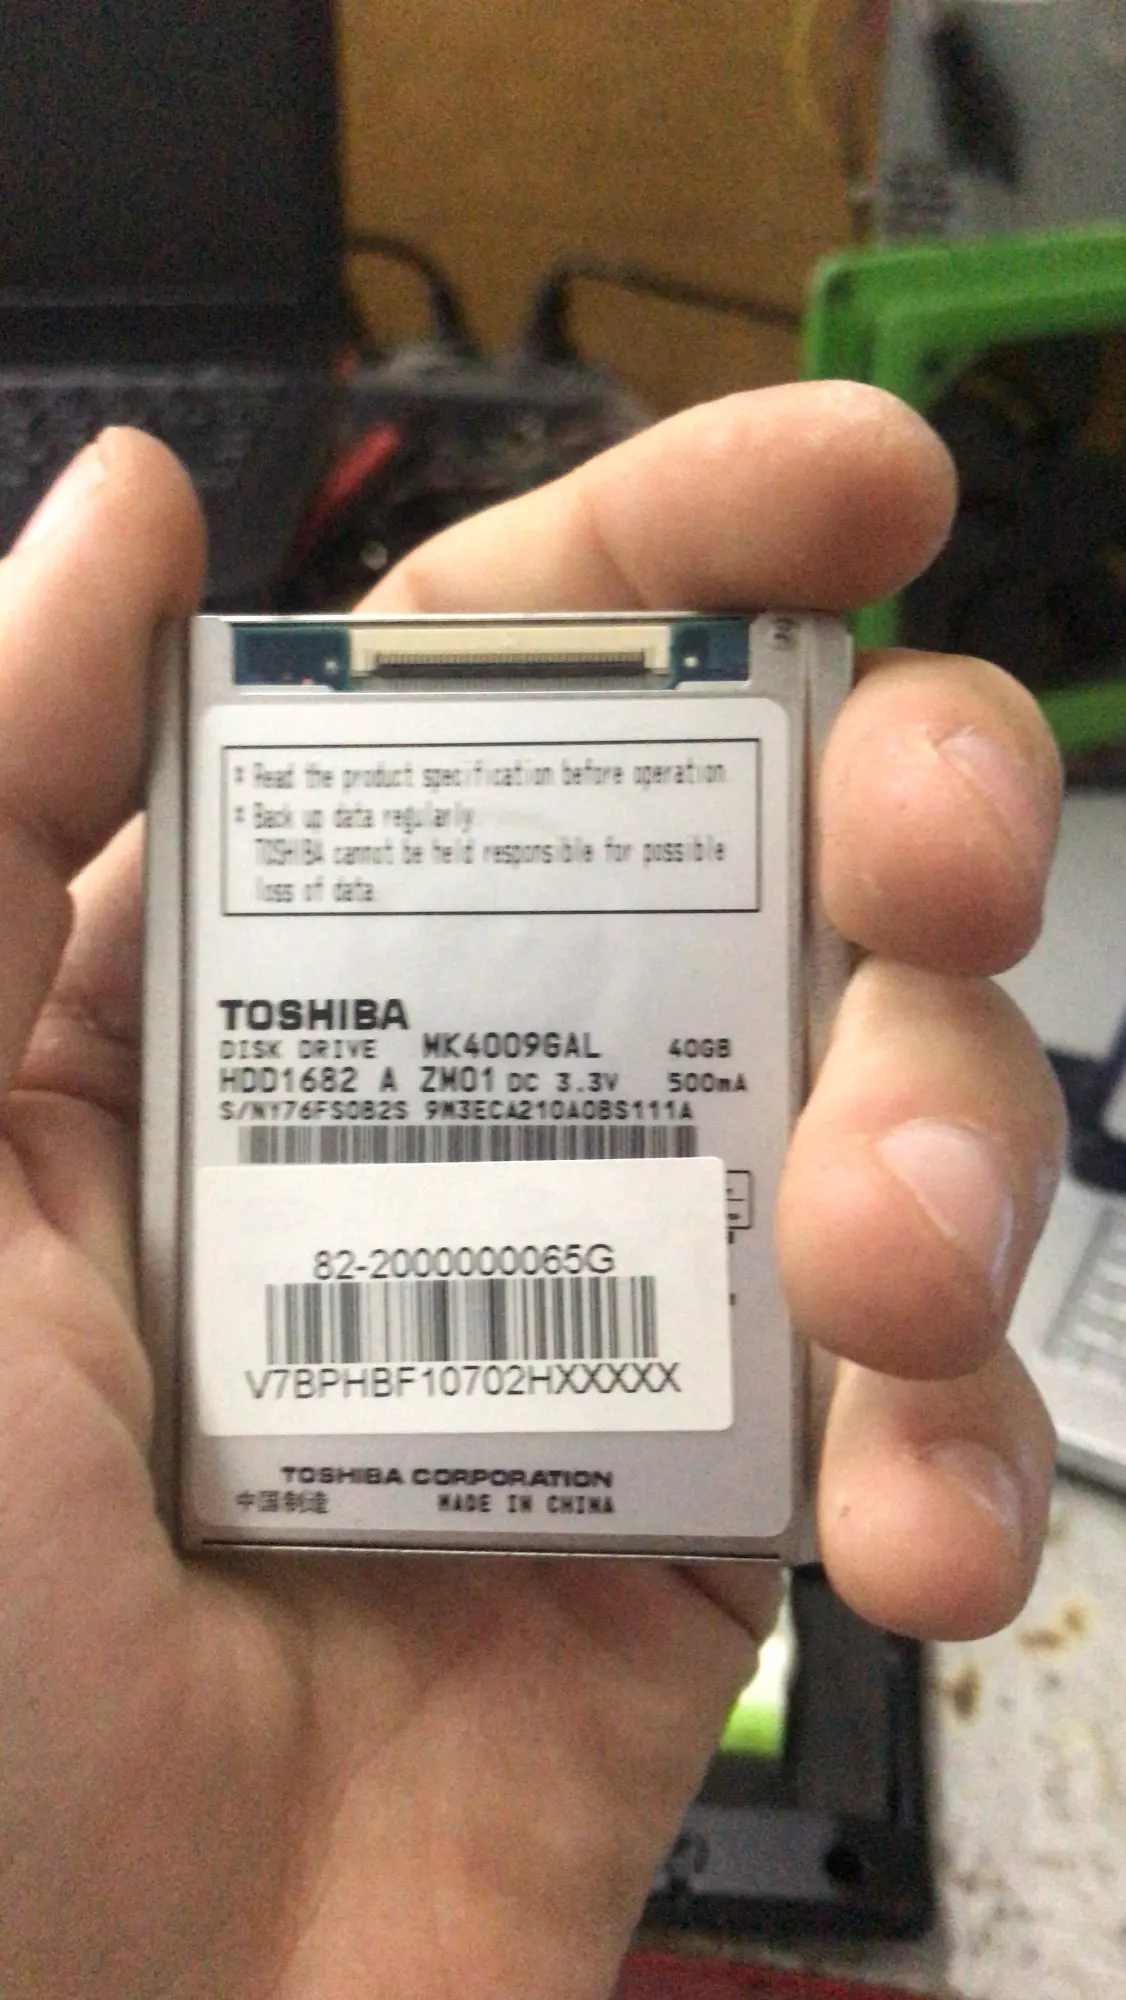 * Read the product specification before operation
* Back up data regularly
TOSHIBA cannot be held responsible for possible
loss of data.
TOSHIBA
DISK DRIVE MK4009GAL 40GB
HDD1682 A ZM01 DC 3.3V 500mA
S/NY76FS0B2S 9M3ECA210A0BS111A
82-2000000065G
V7BPHBF10702HXXXXX
TOSHIBA CORPORATION
中国制造 MADE IN CHINA